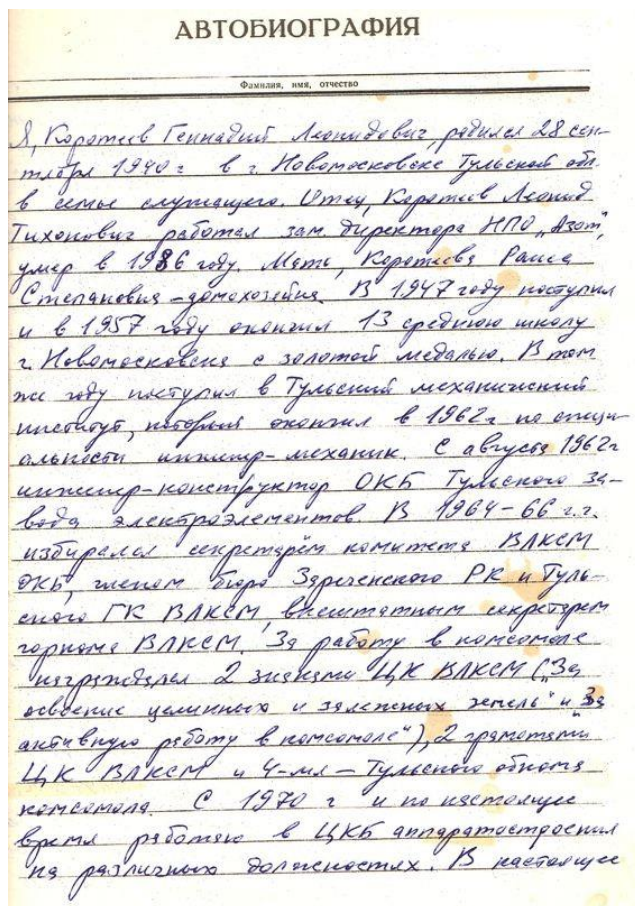 АВТОБИОГРАФИЯ
Фамилия, имя, отчество
Я, Коротеев Геннадий Леонидович, родился 28 сен-
тября 1940 г в г. Новомосковске Тульской обл.
в семье служащего. Отец, Коротеев Леонид
Тихонович работал зам. директора НПО „Азот",
умер в 1986 году. Мать, Коротеева Раиса
Степановна – домохозяйка. В 1947 году поступил
и в 1957 году окончил 13 среднюю школу
г. Новомосковска с золотой медалью. В том
же году поступил в Тульский механический
институт, который окончил в 1962 г по специ-
альности инженер-механик. С августа 1962 г
инженер-конструктор ОКБ Тульского за-
вода электроэлементов. В 1964–66 г.г.
избирался секретарём комитета ВЛКСМ
ОКБ, членом бюро Зареченского РК и Туль-
ского ГК ВЛКСМ, внештатным секретарем
горкома ВЛКСМ. За работу в комсомоле
награждался 2 знаками ЦК ВЛКСМ („За
освоение целинных и залежных земель" и „За
активную работу в комсомоле"), 2 грамотами
ЦК ВЛКСМ и 4-мя – Тульского обкома
комсомола. С 1970 г и по настоящее
время работаю в ЦКБ аппаратостроения
на различных должностях. В настоящее